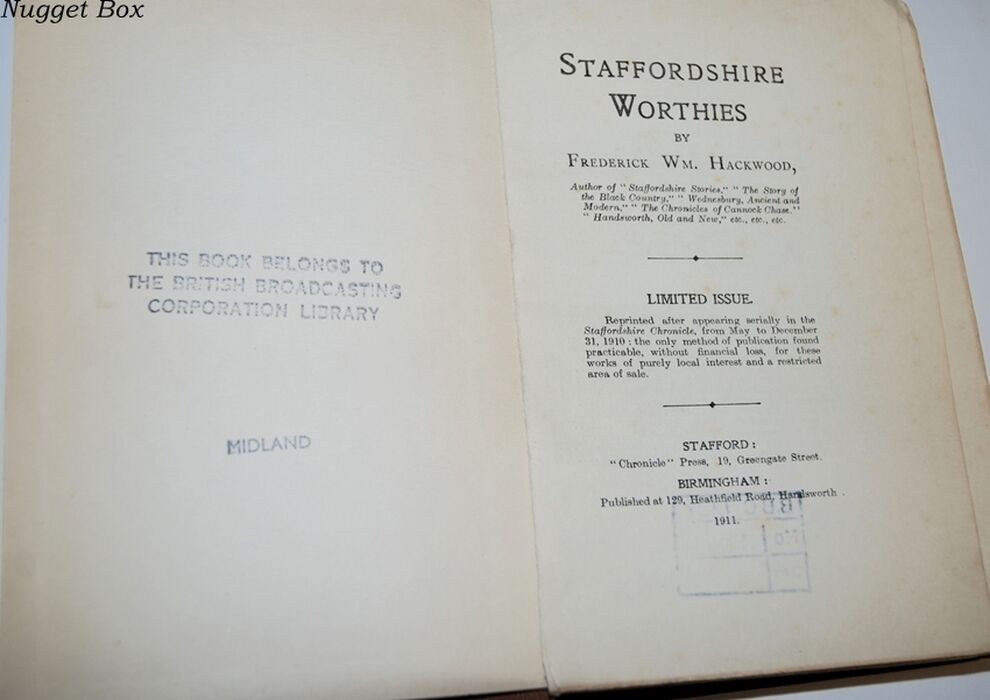 Nugget Box
THIS BOOK BELONGS TO
THE BRITISH BROADCASTING
CORPORATION LIBRARY
MIDLAND
STAFFORDSHIRE
WORTHIES
BY
FREDERICK WM. HACKWOOD,
Author of "Staffordshire Stories," "The Story of
the Black Country," "Wednesbury, Ancient and
Modern," "The Chronicles of Cannock Chase."
"Handsworth, Old and New," etc., etc., etc.
LIMITED ISSUE.
Reprinted after appearing serially in the
Staffordshire Chronicle, from May to December
31, 1910 : the only method of publication found
practicable, without financial loss, for these
works of purely local interest and a restricted
area of sale.
STAFFORD :
"Chronicle" Press, 19, Greengate Street.
BIRMINGHAM :
Published at 129, Heathfield Road, Handsworth .
1911.